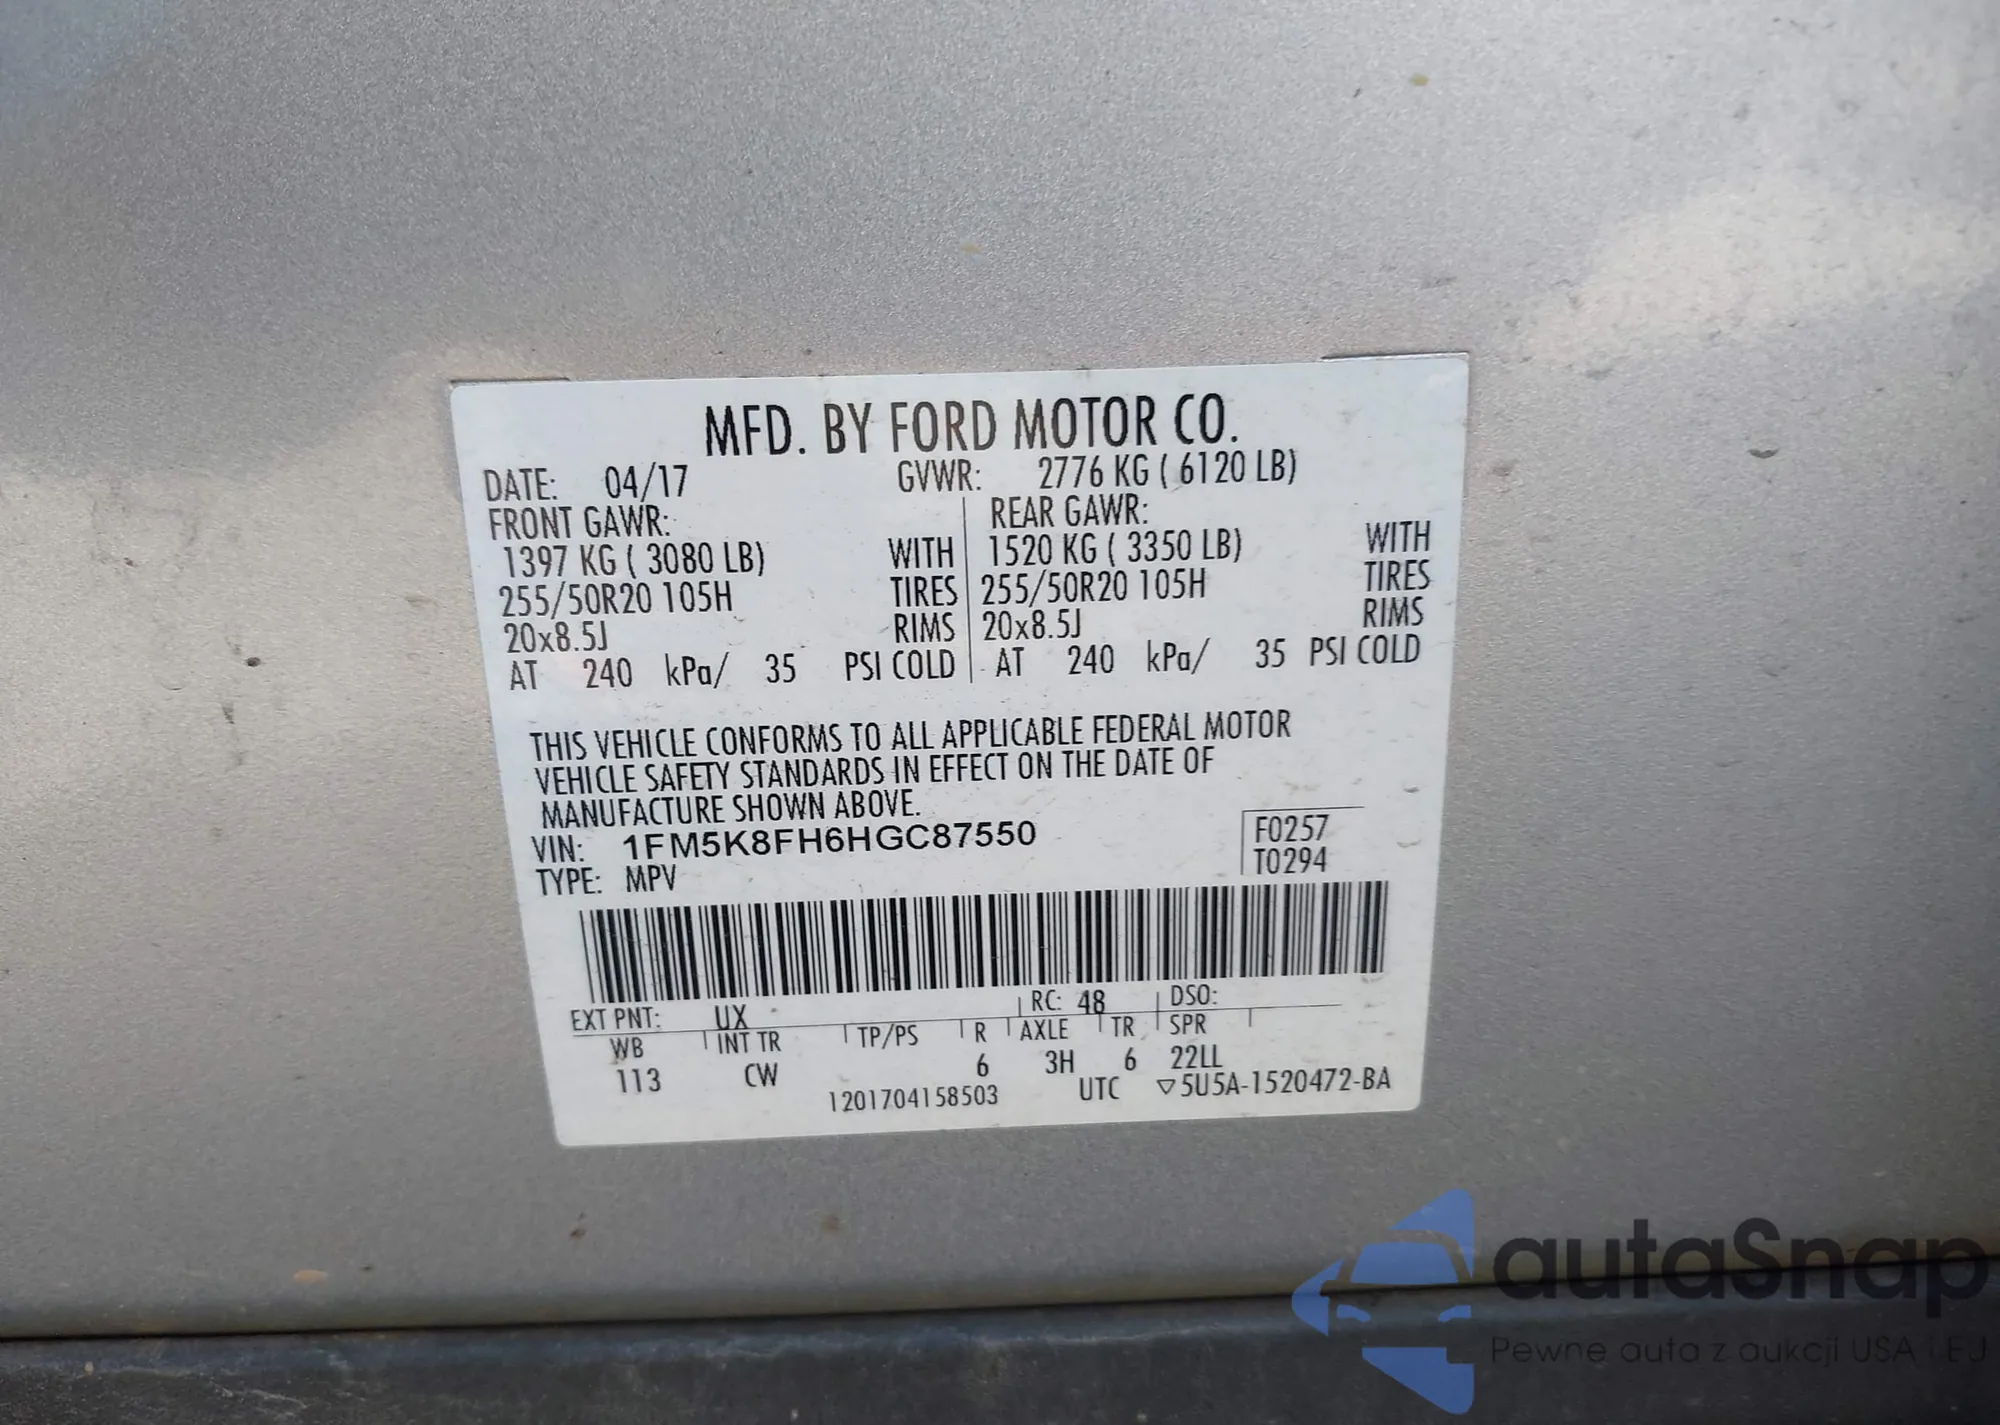 MFD. BY FORD MOTOR CO.
DATE: 04/17 GVWR: 2776 KG ( 6120 LB)
FRONT GAWR: REAR GAWR:
1397 KG ( 3080 LB) WITH 1520 KG ( 3350 LB) WITH
255/50R20 105H TIRES 255/50R20 105H TIRES
20x8.5J RIMS 20x8.5J RIMS
AT 240 kPa/ 35 PSI COLD AT 240 kPa/ 35 PSI COLD
THIS VEHICLE CONFORMS TO ALL APPLICABLE FEDERAL MOTOR
VEHICLE SAFETY STANDARDS IN EFFECT ON THE DATE OF
MANUFACTURE SHOWN ABOVE.
VIN: 1FM5K8FH6HGC87550 F0257
TYPE: MPV T0294
EXT PNT: UX RC: 48 DSO:
WB INT TR TP/PS R AXLE TR SPR
113 CW 6 3H 6 22LL
1201704158503 UTC ▽5U5A-1520472-BA
autaSnap
Pewne auta z aukcji USA i EJ